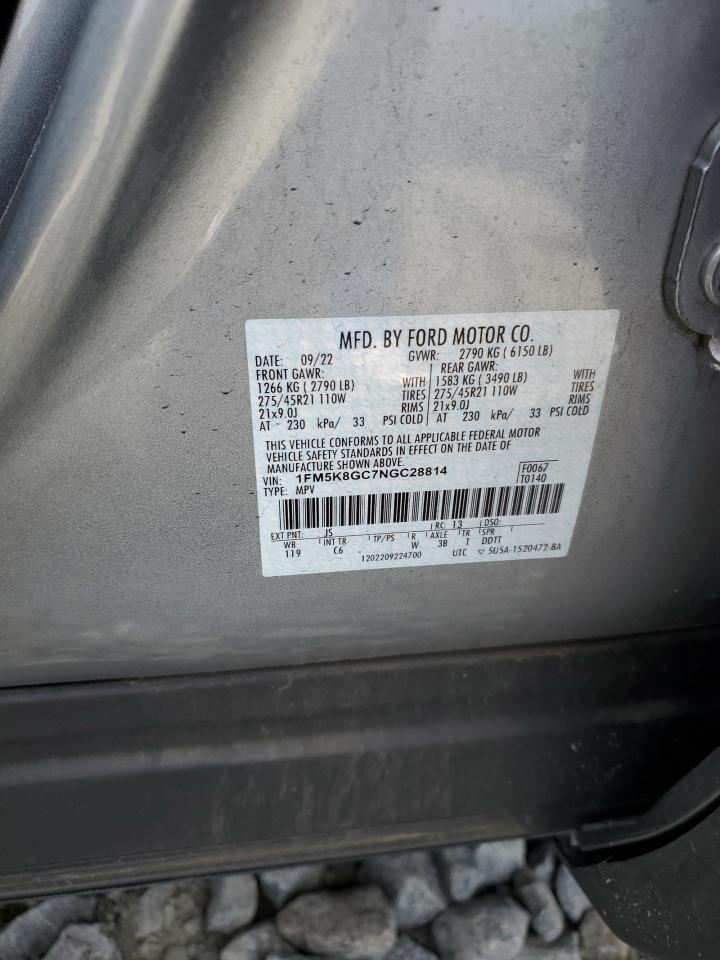 MFD. BY FORD MOTOR CO.
DATE: 09/22 GVWR: 2790 KG ( 6150 LB)
FRONT GAWR: REAR GAWR:
1266 KG ( 2790 LB) WITH 1583 KG ( 3490 LB) WITH
275/45R21 110W TIRES 275/45R21 110W TIRES
21x9.0J RIMS 21x9.0J RIMS
AT 230 kPa/ 33 PSI COLD AT 230 kPa/ 33 PSI COLD
THIS VEHICLE CONFORMS TO ALL APPLICABLE FEDERAL MOTOR
VEHICLE SAFETY STANDARDS IN EFFECT ON THE DATE OF
MANUFACTURE SHOWN ABOVE.
VIN: 1FM5K8GC7NGC28814 F0067
TYPE: MPV T0140
EXT PNT: JS RC: 13 DSO:
WB INT TR TP/PS R AXLE TR SPR
119 C6 W 3B T DDTT
1202209224700 UTC ▽ 5U5A-1520472-BA